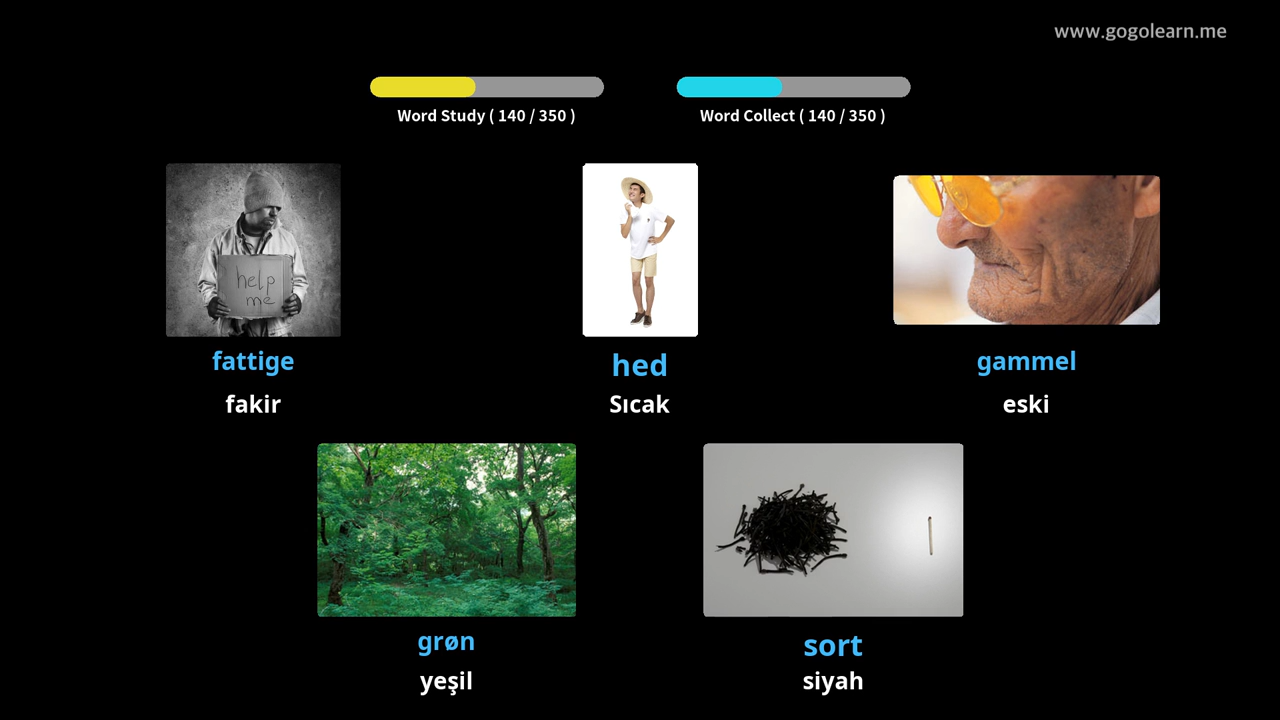 www.gogolearn.me
Word Study ( 140 / 350 )
Word Collect ( 140 / 350 )
help
me
fattige
hed
gammel
fakir
Sıcak
eski
grøn
sort
yeşil
siyah